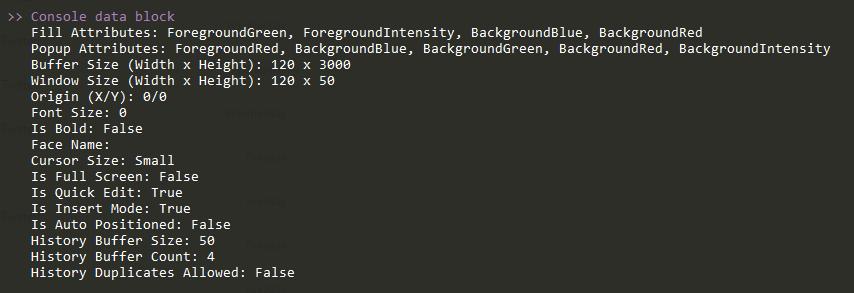 >> Console data block
Fill Attributes: ForegroundGreen, ForegroundIntensity, BackgroundBlue, BackgroundRed
Popup Attributes: ForegroundRed, BackgroundBlue, BackgroundGreen, BackgroundRed, BackgroundIntensity
Buffer Size (Width x Height): 120 x 3000
Window Size (Width x Height): 120 x 50
Origin (X/Y): 0/0
Font Size: 0
Is Bold: False
Face Name:
Cursor Size: Small
Is Full Screen: False
Is Quick Edit: True
Is Insert Mode: True
Is Auto Positioned: False
History Buffer Size: 50
History Buffer Count: 4
History Duplicates Allowed: False